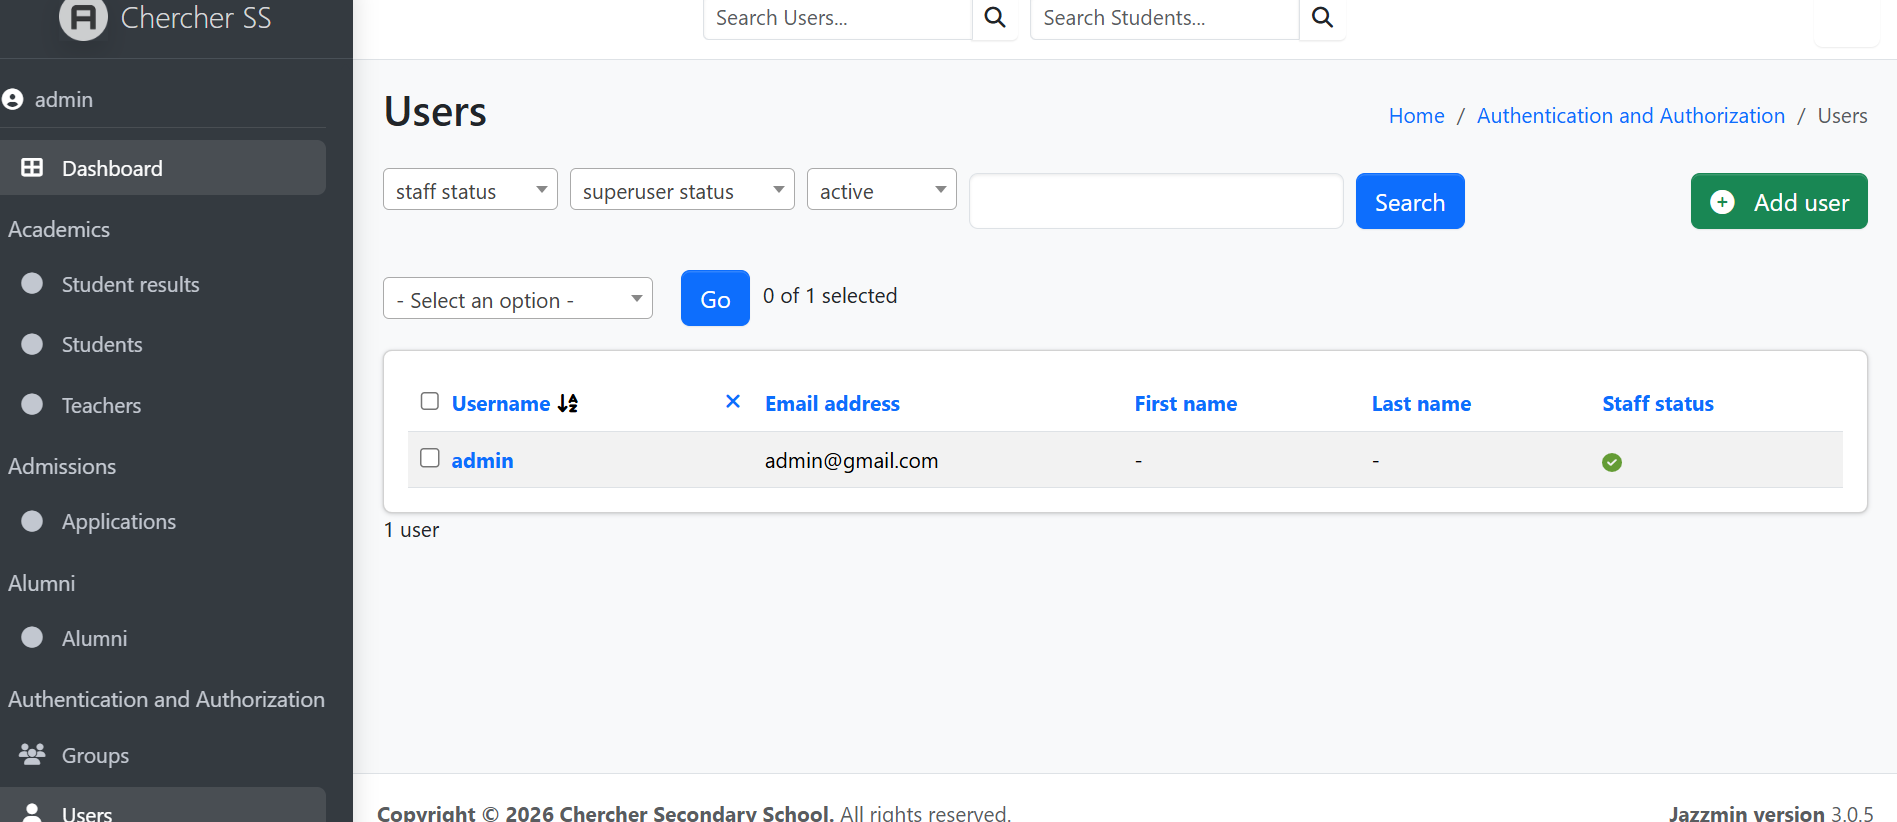 Chercher SS
Search Users...
Search Students...
admin
Dashboard
Academics
Student results
Students
Teachers
Admissions
Applications
Alumni
Alumni
Authentication and Authorization
Groups
Users
Users
Home / Authentication and Authorization / Users
staff status
superuser status
active
Search
Add user
- Select an option -
Go
0 of 1 selected
Username
Email address
First name
Last name
Staff status
admin
admin@gmail.com
-
-
1 user
Copyright © 2026 Chercher Secondary School. All rights reserved.
Jazzmin version 3.0.5